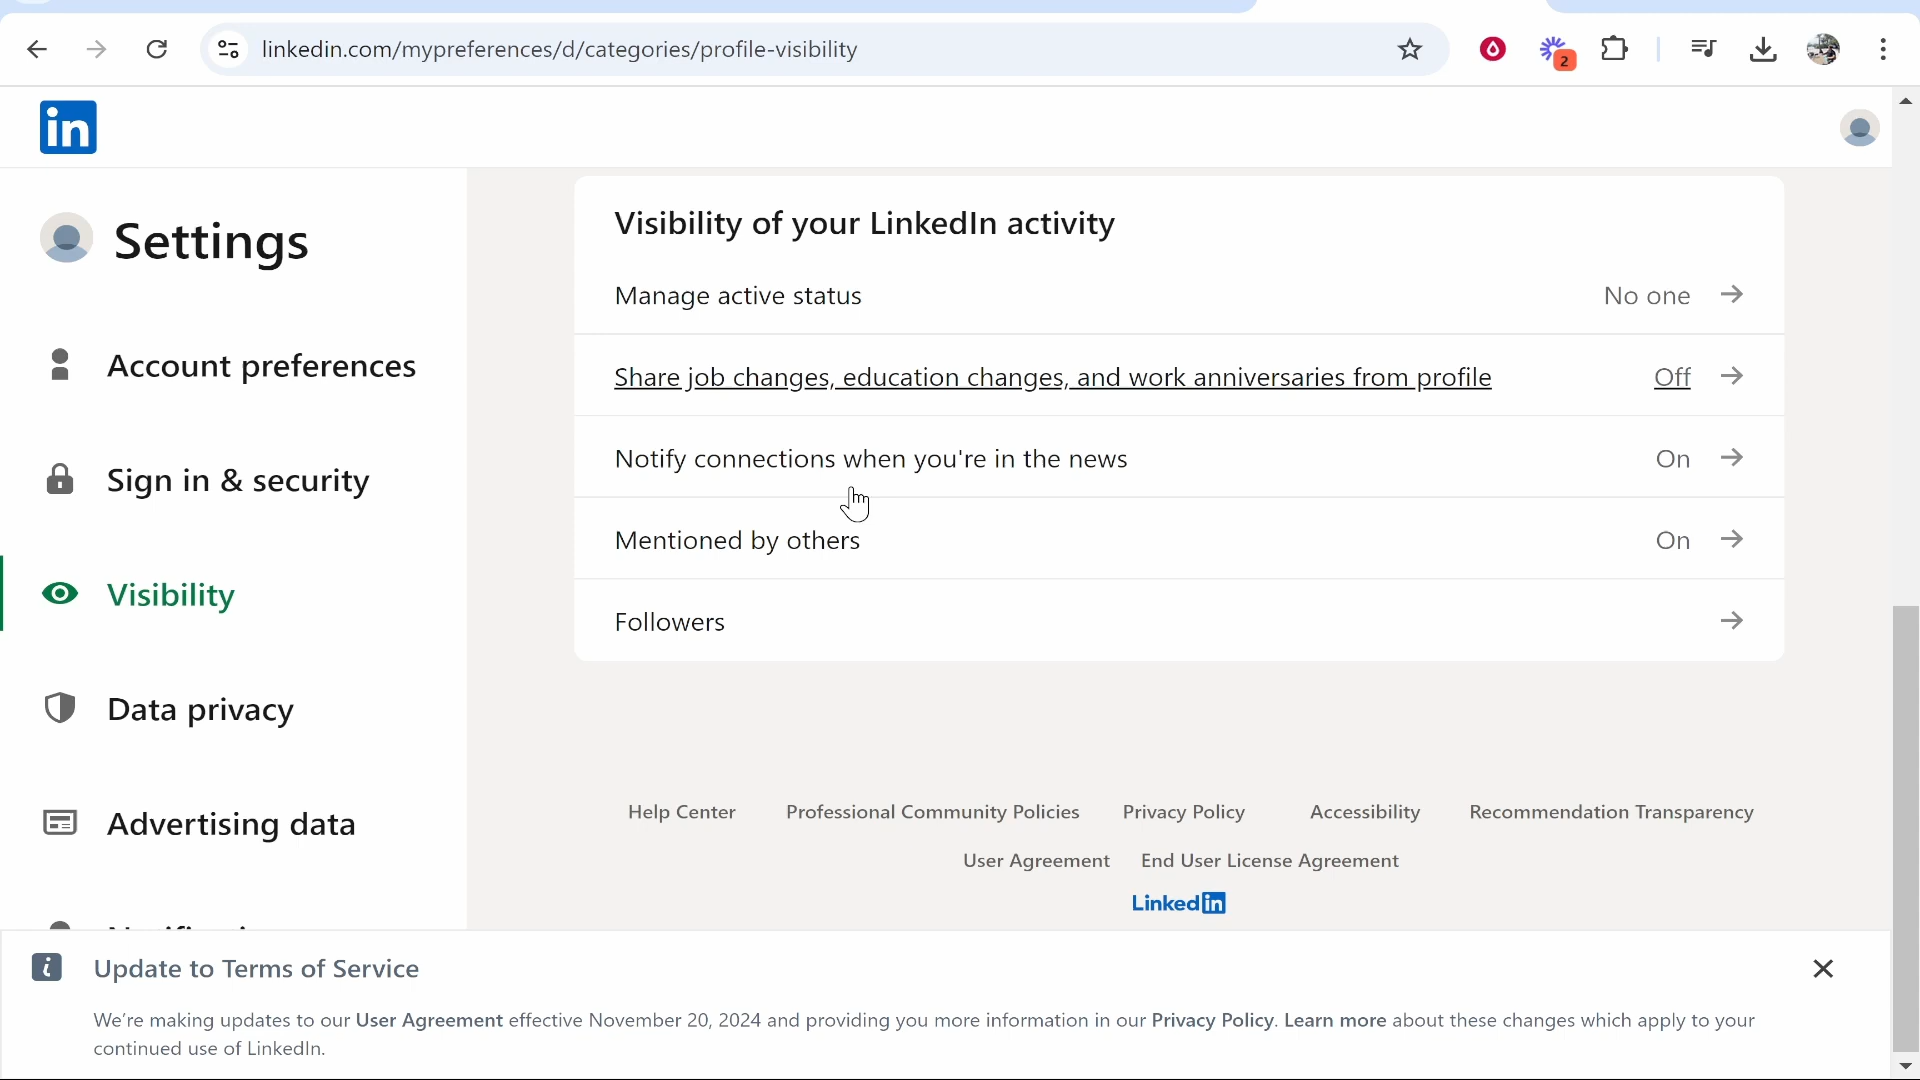 linkedin.com/mypreferences/d/categories/profile-visibility
2
in
Settings
Account preferences
Sign in & security
Visibility
Data privacy
Advertising data
Visibility of your LinkedIn activity
Manage active status No one
Share job changes, education changes, and work anniversaries from profile Off
Notify connections when you're in the news On
Mentioned by others On
Followers
Help Center Professional Community Policies Privacy Policy Accessibility Recommendation Transparency
User Agreement End User License Agreement
Linked in
Update to Terms of Service
We're making updates to our User Agreement effective November 20, 2024 and providing you more information in our Privacy Policy. Learn more about these changes which apply to your
continued use of LinkedIn.